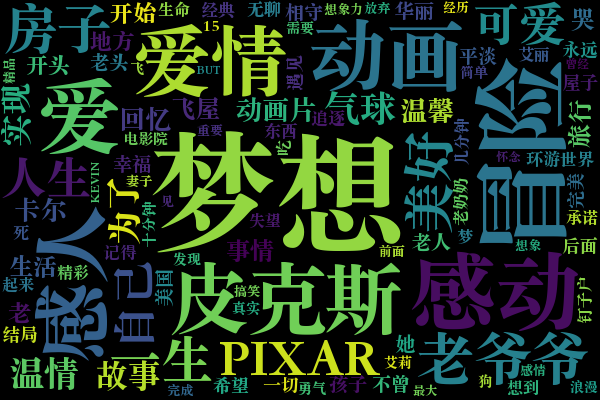 房子 开始 生命 经典 无聊 相守 想象力 放弃 华丽 经历 可爱 哭
地方 15 需要 平淡 艾丽 永远
精品 开头 老头 飞 爱情 BUT 遇见 动画 简单 曾经 屋子
实现 爱 回忆 飞屋 动画片 气球 温馨 冒险 旅行
电影院 重要 东西 追逐 几分钟
人生 KEVIN 幸福 梦想 吃 美好 怀念 环游世界
卡尔 妻子 为了 见 老奶奶 完美
死 感人 十分钟 失望 老人 梦 承诺
生活 记得 发现 事情 前面 感动 想象 后面
起来 精彩 自己 美国 皮克斯 搞笑
老 真实 钉子户
结局 一生 PIXAR 她 老爷爷
温情 故事 艾莉 狗 感情
完成 希望 一切 勇气 孩子 不曾 最大 想到 浪漫